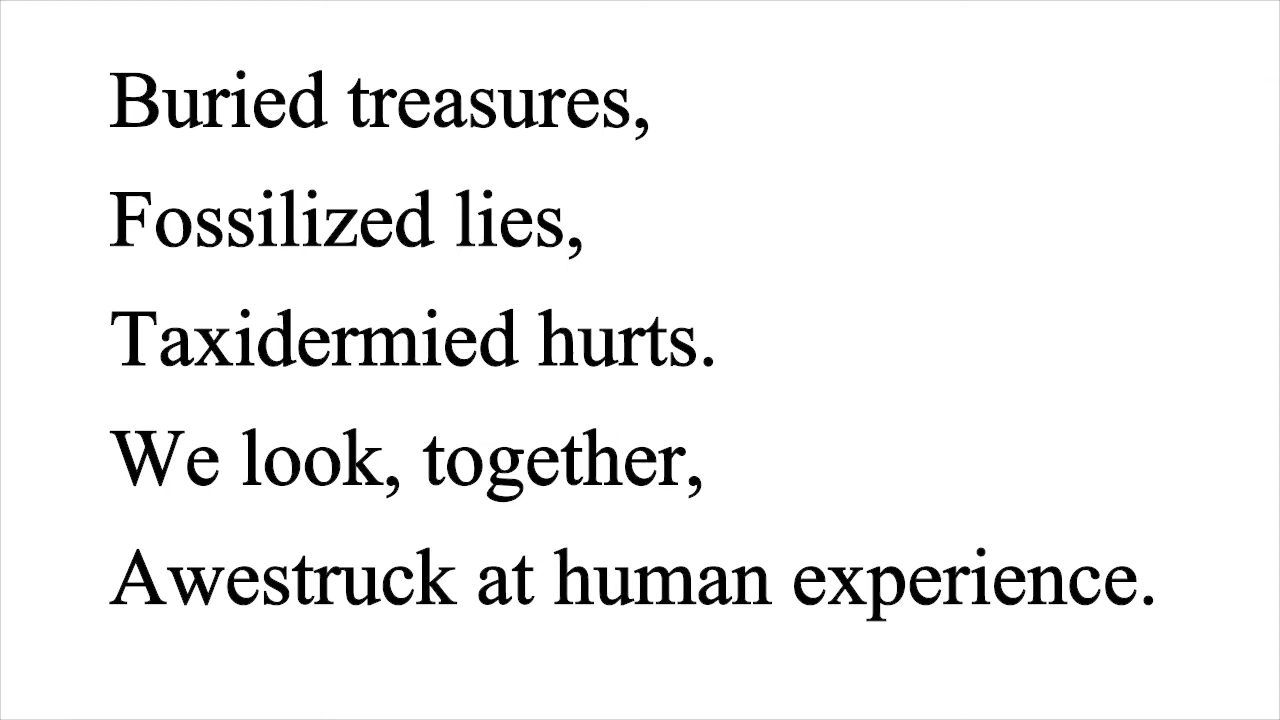 Buried treasures,
Fossilized lies,
Taxidermied hurts.
We look, together,
Awestruck at human experience.